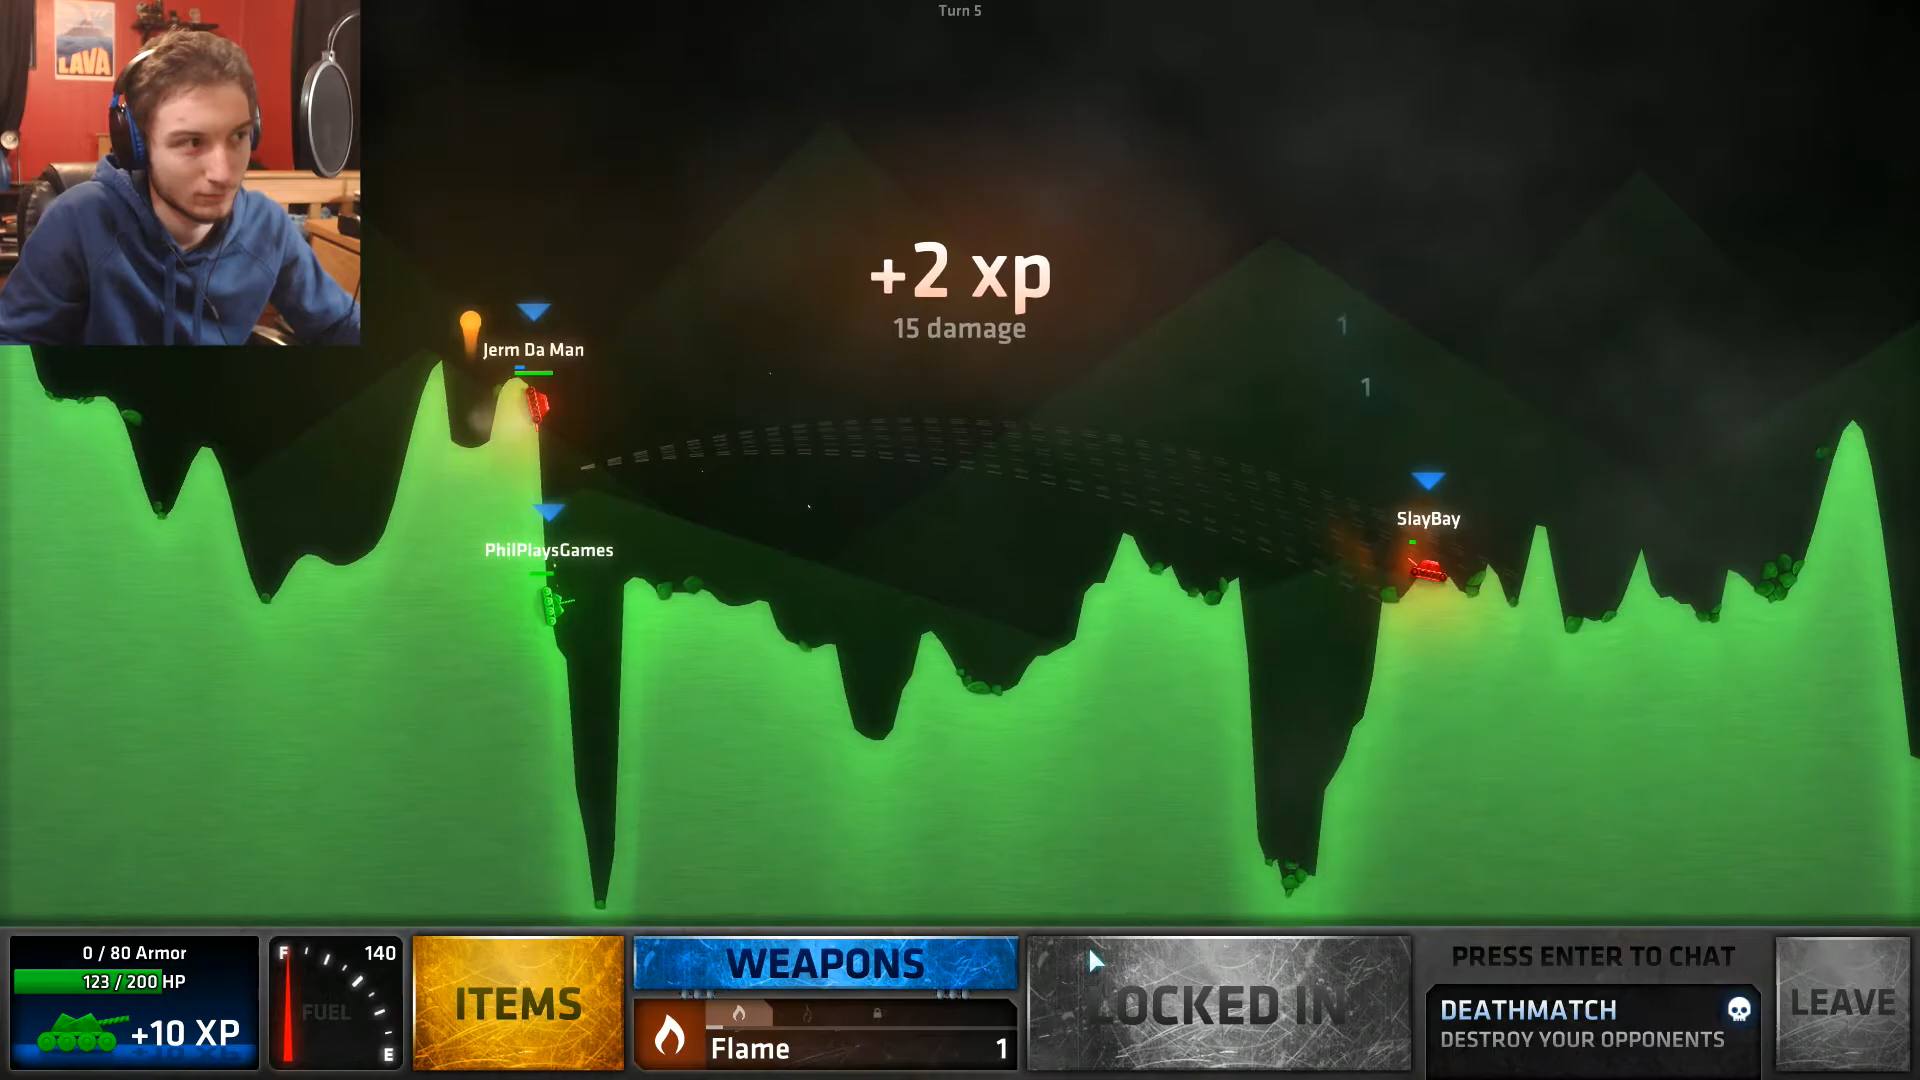 Turn 5
LAVA
+2 xp
15 damage
1
1
Jerm Da Man
SlayBay
PhilPlaysGames
0 / 80 Armor
123 / 200 HP
+10 XP
F
140
FUEL
E
ITEMS
WEAPONS
Flame 1
LOCKED IN
PRESS ENTER TO CHAT
DEATHMATCH
DESTROY YOUR OPPONENTS
LEAVE